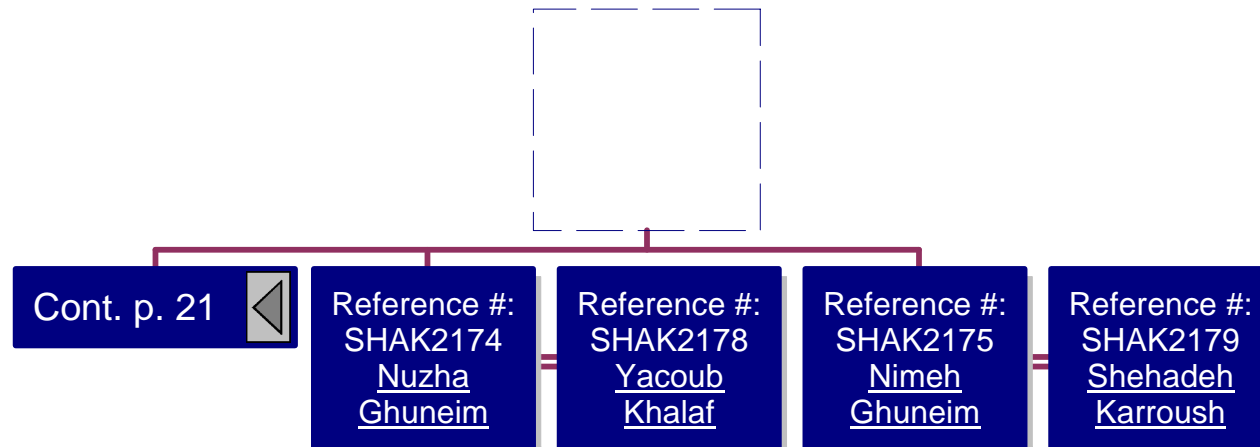 Cont. p. 21
Reference #:
SHAK2174
Nuzha
Ghuneim
Reference #:
SHAK2178
Yacoub
Khalaf
Reference #:
SHAK2175
Nimeh
Ghuneim
Reference #:
SHAK2179
Shehadeh
Karroush